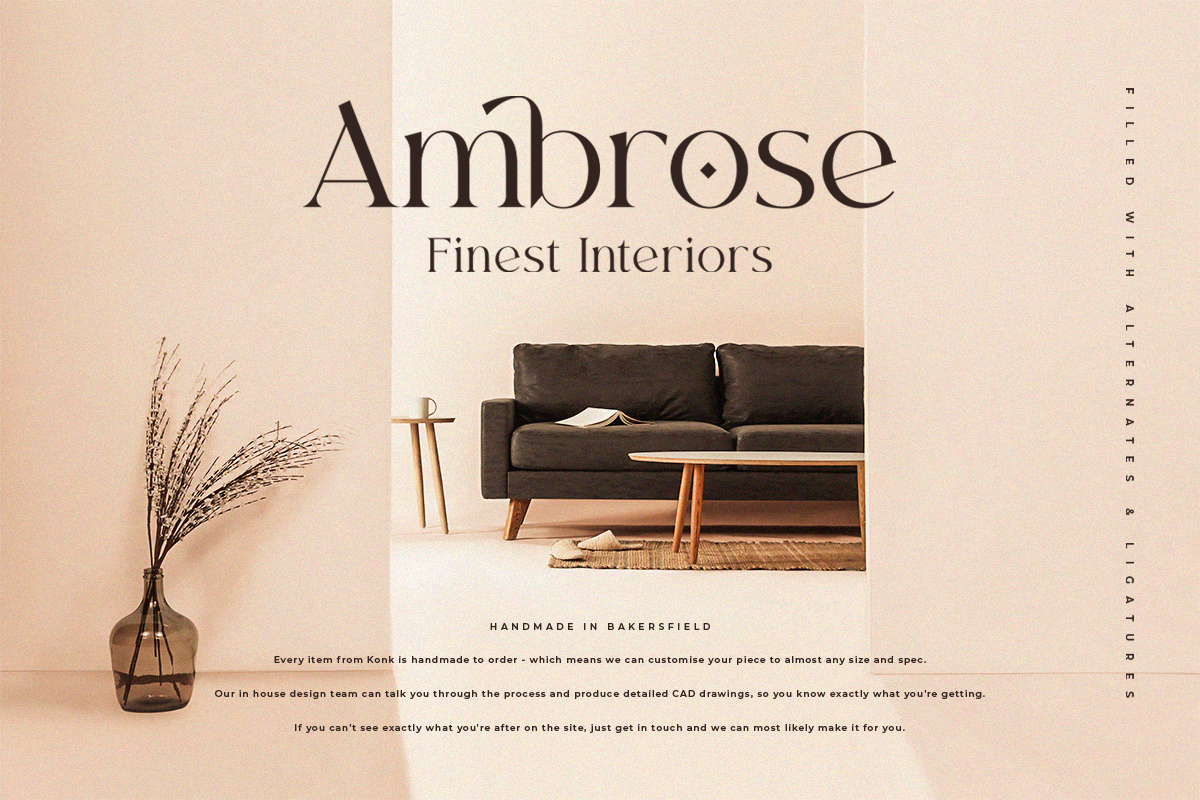 Ambrose
Finest Interiors
FILLED WITH ALTERNATES & LIGATURES
HANDMADE IN BAKERSFIELD
Every item from Konk is handmade to order - which means we can customise your piece to almost any size and spec.
Our in house design team can talk you through the process and produce detailed CAD drawings, so you know exactly what you're getting.
If you can't see exactly what you're after on the site, just get in touch and we can most likely make it for you.